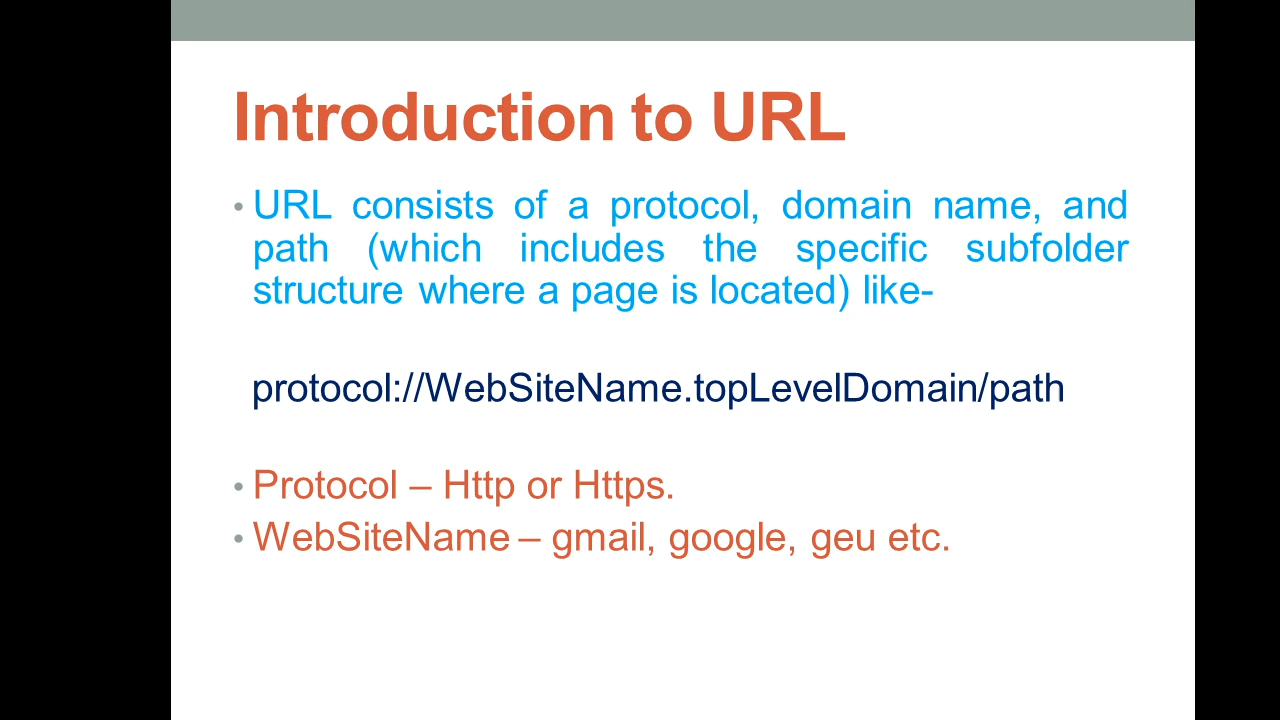 Introduction to URL
• URL consists of a protocol, domain name, and
path (which includes the specific subfolder
structure where a page is located) like-
protocol://WebSiteName.topLevelDomain/path
• Protocol – Http or Https.
• WebSiteName – gmail, google, geu etc.